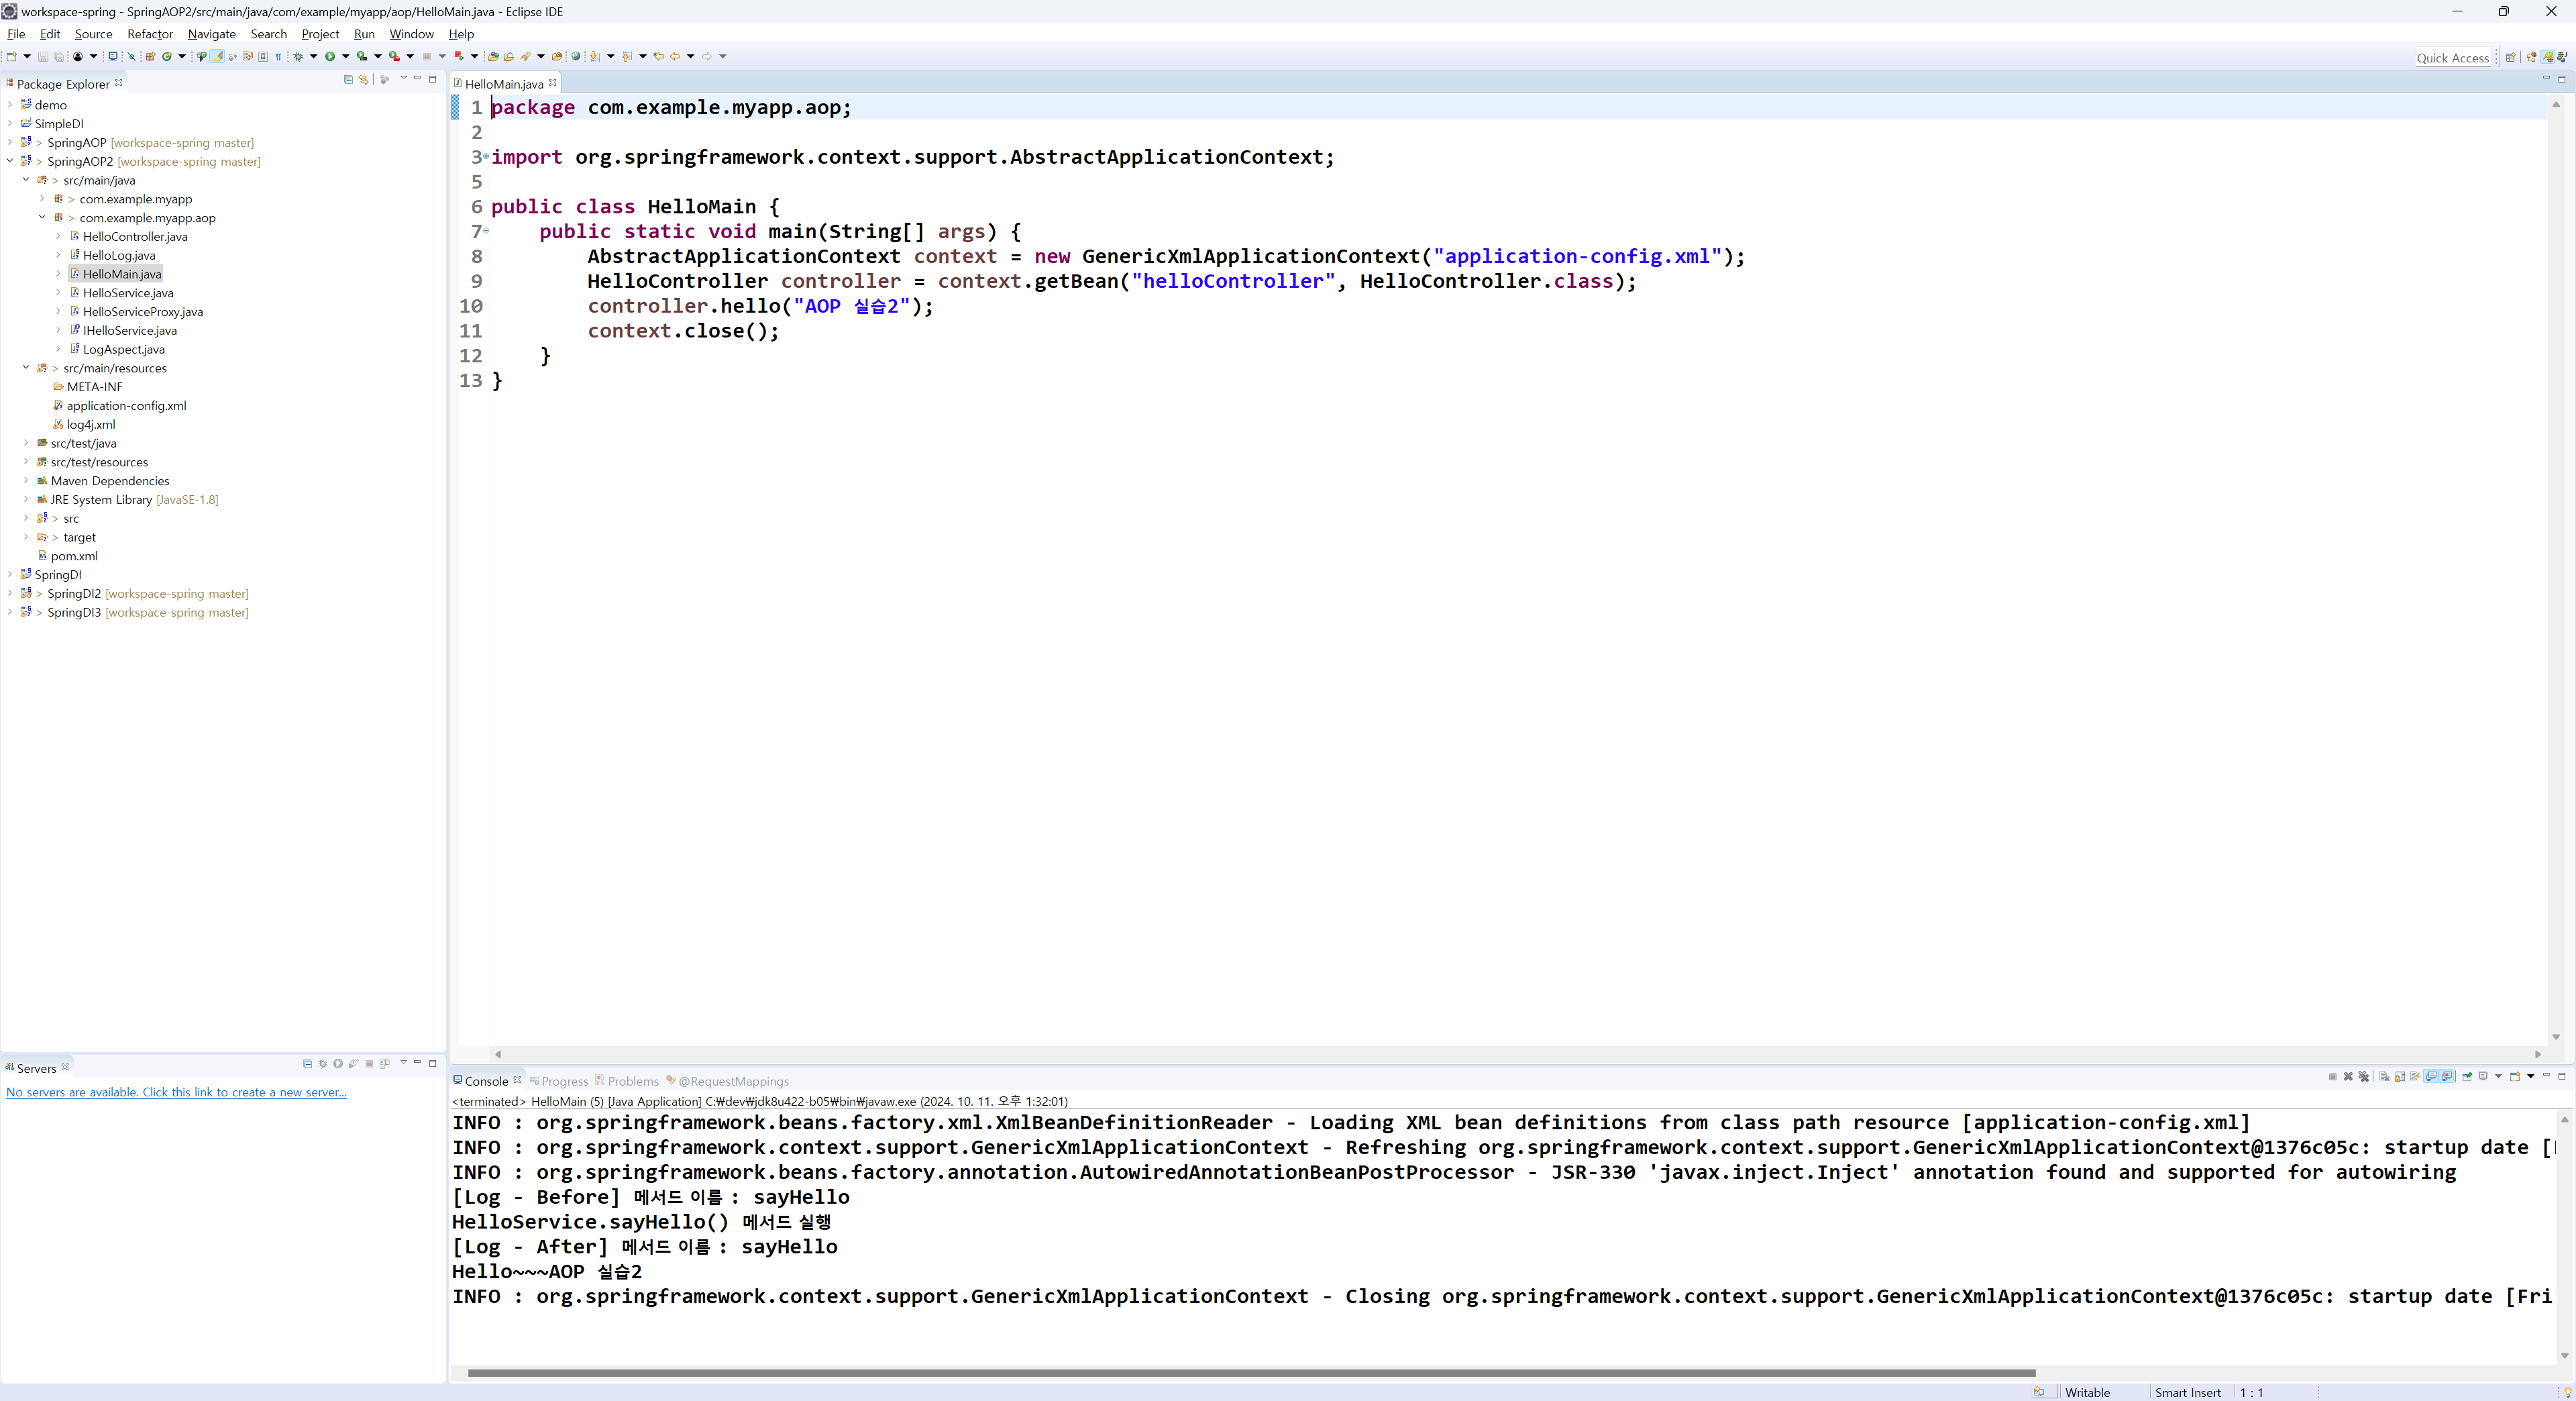 workspace-spring - SpringAOP2/src/main/java/com/example/myapp/aop/HelloMain.java - Eclipse IDE
File Edit Source Refactor Navigate Search Project Run Window Help
Quick Access
Package Explorer
demo
SimpleDI
> SpringAOP [workspace-spring master]
> SpringAOP2 [workspace-spring master]
> src/main/java
> com.example.myapp
> com.example.myapp.aop
HelloController.java
HelloLog.java
HelloMain.java
HelloService.java
HelloServiceProxy.java
IHelloService.java
LogAspect.java
> src/main/resources
META-INF
application-config.xml
log4j.xml
src/test/java
src/test/resources
Maven Dependencies
JRE System Library [JavaSE-1.8]
> src
> target
pom.xml
SpringDI
> SpringDI2 [workspace-spring master]
> SpringDI3 [workspace-spring master]
HelloMain.java
1 package com.example.myapp.aop;
2
3 import org.springframework.context.support.AbstractApplicationContext;
5
6 public class HelloMain {
7 public static void main(String[] args) {
8 AbstractApplicationContext context = new GenericXmlApplicationContext("application-config.xml");
9 HelloController controller = context.getBean("helloController", HelloController.class);
10 controller.hello("AOP 실습2");
11 context.close();
12 }
13 }
Servers
No servers are available. Click this link to create a new server...
Console Progress Problems @RequestMappings
<terminated> HelloMain (5) [Java Application] C:₩dev₩jdk8u422-b05₩bin₩javaw.exe (2024. 10. 11. 오후 1:32:01)
INFO : org.springframework.beans.factory.xml.XmlBeanDefinitionReader - Loading XML bean definitions from class path resource [application-config.xml]
INFO : org.springframework.context.support.GenericXmlApplicationContext - Refreshing org.springframework.context.support.GenericXmlApplicationContext@1376c05c: startup date [
INFO : org.springframework.beans.factory.annotation.AutowiredAnnotationBeanPostProcessor - JSR-330 'javax.inject.Inject' annotation found and supported for autowiring
[Log - Before] 메서드 이름 : sayHello
HelloService.sayHello() 메서드 실행
[Log - After] 메서드 이름 : sayHello
Hello~~~AOP 실습2
INFO : org.springframework.context.support.GenericXmlApplicationContext - Closing org.springframework.context.support.GenericXmlApplicationContext@1376c05c: startup date [Fri
Writable Smart Insert 1 : 1